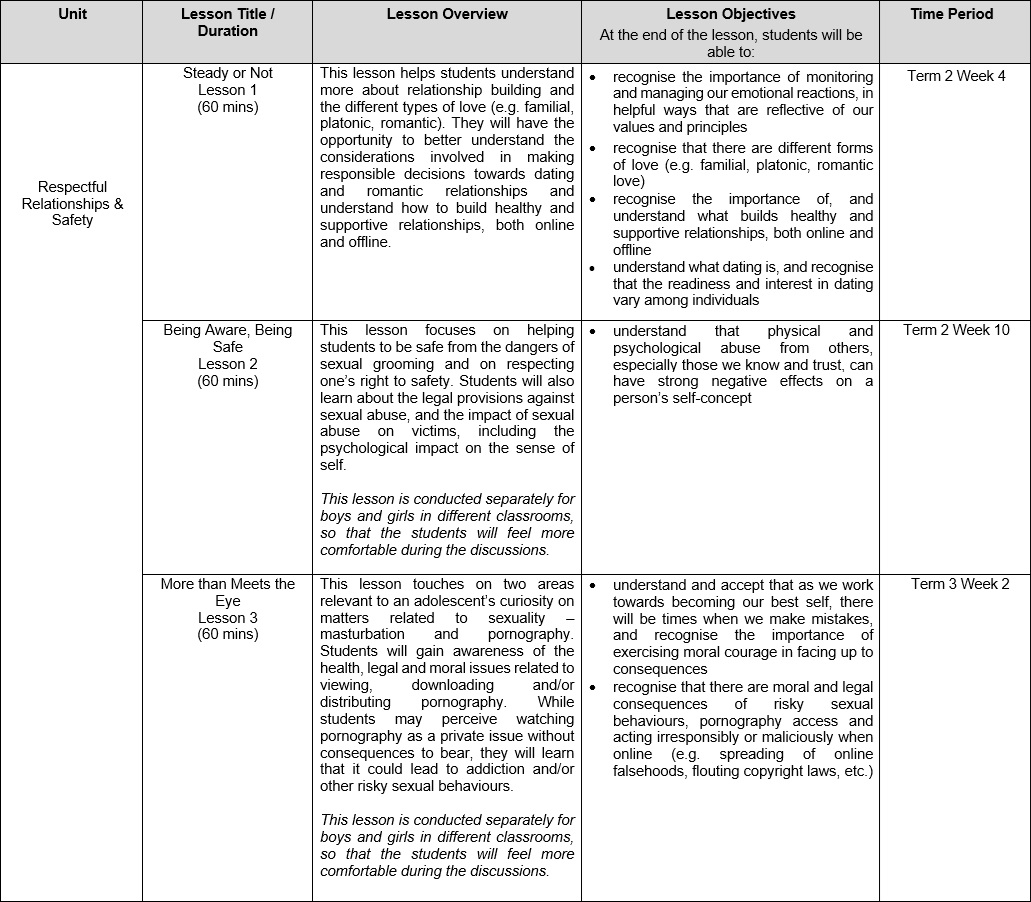 Unit
Lesson Title /
Duration
Lesson Overview
Lesson Objectives
At the end of the lesson, students will be
able to:
Time Period
Respectful
Relationships &
Safety
Steady or Not
Lesson 1
(60 mins)
This lesson helps students understand
more about relationship building and
the different types of love (e.g. familial,
platonic, romantic). They will have the
opportunity to better understand the
considerations involved in making
responsible decisions towards dating
and romantic relationships and
understand how to build healthy and
supportive relationships, both online
and offline.
• recognise the importance of monitoring
and managing our emotional reactions, in
helpful ways that are reflective of our
values and principles
• recognise that there are different forms
of love (e.g. familial, platonic, romantic
love)
• recognise the importance of, and
understand what builds healthy and
supportive relationships, both online and
offline
• understand what dating is, and recognise
that the readiness and interest in dating
vary among individuals
Term 2 Week 4
Being Aware, Being
Safe
Lesson 2
(60 mins)
This lesson focuses on helping
students to be safe from the dangers of
sexual grooming and on respecting
one's right to safety. Students will also
learn about the legal provisions against
sexual abuse, and the impact of sexual
abuse on victims, including the
psychological impact on the sense of
self.
This lesson is conducted separately for
boys and girls in different classrooms,
so that the students will feel more
comfortable during the discussions.
• understand that physical and
psychological abuse from others,
especially those we know and trust, can
have strong negative effects on a
person's self-concept
Term 2 Week 10
More than Meets the
Eye
Lesson 3
(60 mins)
This lesson touches on two areas
relevant to an adolescent's curiosity on
matters related to sexuality –
masturbation and pornography.
Students will gain awareness of the
health, legal and moral issues related to
viewing, downloading and/or
distributing pornography. While
students may perceive watching
pornography as a private issue without
consequences to bear, they will learn
that it could lead to addiction and/or
other risky sexual behaviours.
This lesson is conducted separately for
boys and girls in different classrooms,
so that the students will feel more
comfortable during the discussions.
• understand and accept that as we work
towards becoming our best self, there
will be times when we make mistakes,
and recognise the importance of
exercising moral courage in facing up to
consequences
• recognise that there are moral and legal
consequences of risky sexual
behaviours, pornography access and
acting irresponsibly or maliciously when
online (e.g. spreading of online
falsehoods, flouting copyright laws, etc.)
Term 3 Week 2